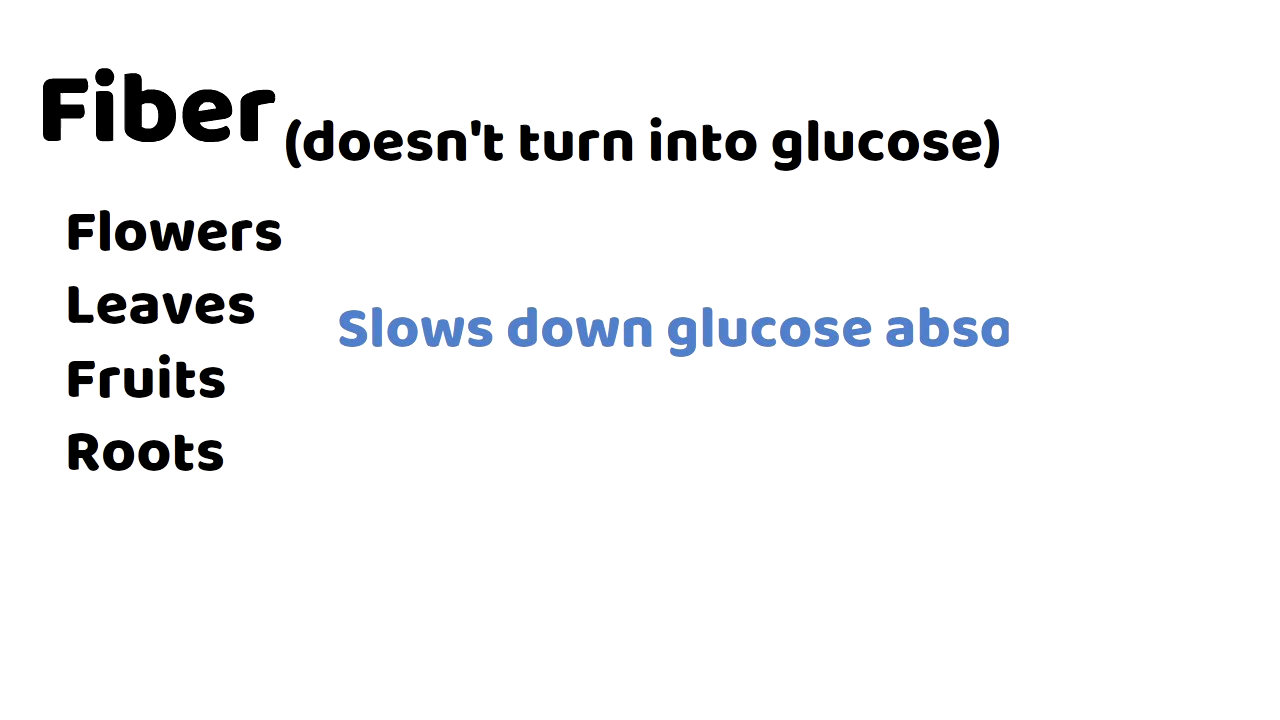 Fiber (doesn't turn into glucose)
Flowers
Leaves
Slows down glucose abso
Fruits
Roots